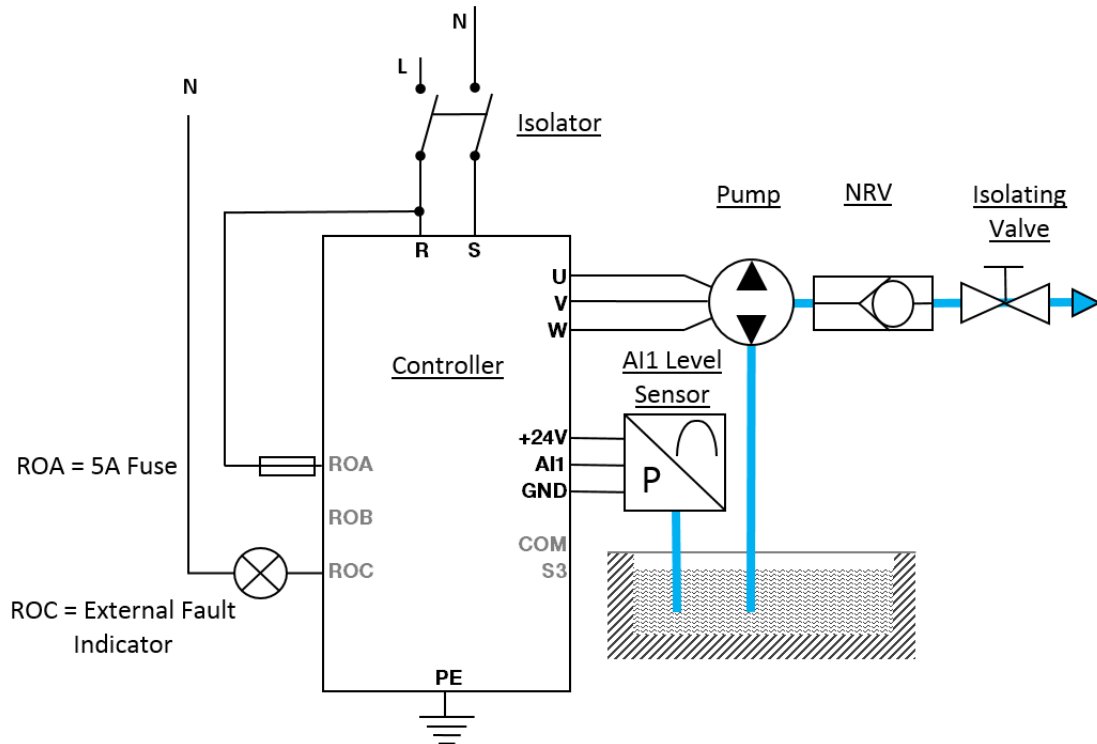 N
N
L
Isolator
R S
Pump
NRV
Isolating
Valve
U
V
W
Controller
AI1 Level
Sensor
+24V
AI1
GND
P
ROA = 5A Fuse
ROA
ROB
COM
S3
ROC
ROC = External Fault
Indicator
PE